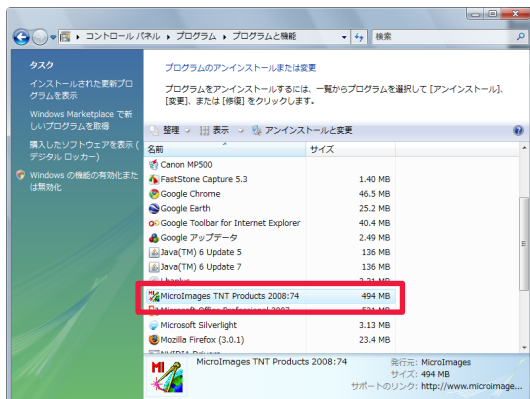 コントロール パネル ▸ プログラム ▸ プログラムと機能
検索
タスク
インストールされた更新プロ
グラムを表示
Windows Marketplace で新
しいプログラムを取得
購入したソフトウェアを表示 (
デジタル ロッカー)
Windows の機能の有効化また
は無効化
プログラムのアンインストールまたは変更
プログラムをアンインストールするには、一覧からプログラムを選択して [アンインストール]、
[変更]、または [修復] をクリックします。
整理 表示 アンインストールと変更
名前 サイズ
Canon MP500
FastStone Capture 5.3 1.40 MB
Google Chrome 46.5 MB
Google Earth 25.2 MB
Google Toolbar for Internet Explorer 40.4 MB
Google アップデータ 2.49 MB
Java(TM) 6 Update 5 136 MB
Java(TM) 6 Update 7 136 MB
MicroImages TNT Products 2008:74 494 MB
Microsoft Office Professional 2007
Microsoft Silverlight 3.13 MB
Mozilla Firefox (3.0.1) 23.4 MB
NVIDIA Drivers
MicroImages TNT Products 2008:74 発行元: MicroImages
サイズ: 494 MB
サポートのリンク: http://www.microimage...